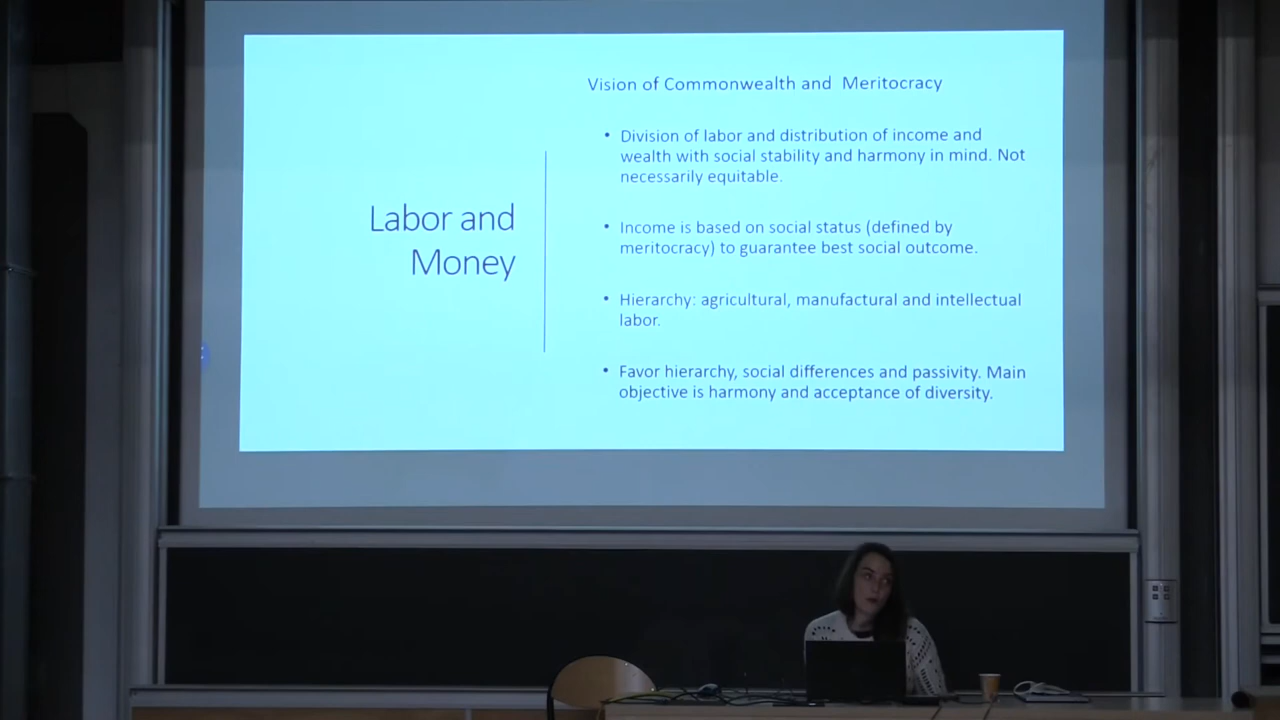 Labor and
Money
Vision of Commonwealth and Meritocracy
• Division of labor and distribution of income and
wealth with social stability and harmony in mind. Not
necessarily equitable.
• Income is based on social status (defined by
meritocracy) to guarantee best social outcome.
• Hierarchy: agricultural, manufactural and intellectual
labor.
• Favor hierarchy, social differences and passivity. Main
objective is harmony and acceptance of diversity.